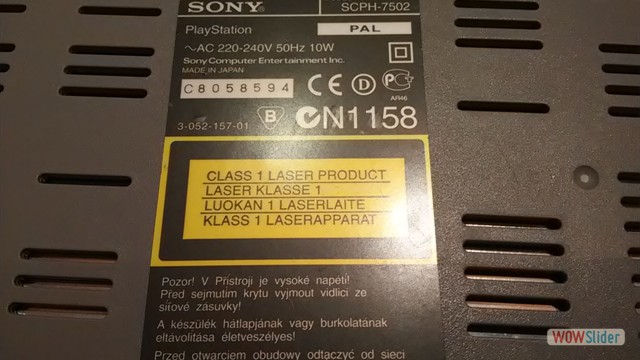 SONY
SCPH-7502
PlayStation
PAL
~AC 220-240V 50Hz 10W
Sony Computer Entertainment Inc.
MADE IN JAPAN
C8058594
CE
D
AR46
3-052-157-01
B
N1158
CLASS 1 LASER PRODUCT
LASER KLASSE 1
LUOKAN 1 LASERLAITE
KLASS 1 LASERAPPARAT
Pozor! V Přístroji je vysoké napětí!
Před sejmutim krytu vyjmout vidlici ze
síťové zásuvky!
A készülék hátlapjának vagy burkolatának
eltávolítása életveszélyes!
Przed otwarciem obudowy odłączyć od sieci
WOWSlider